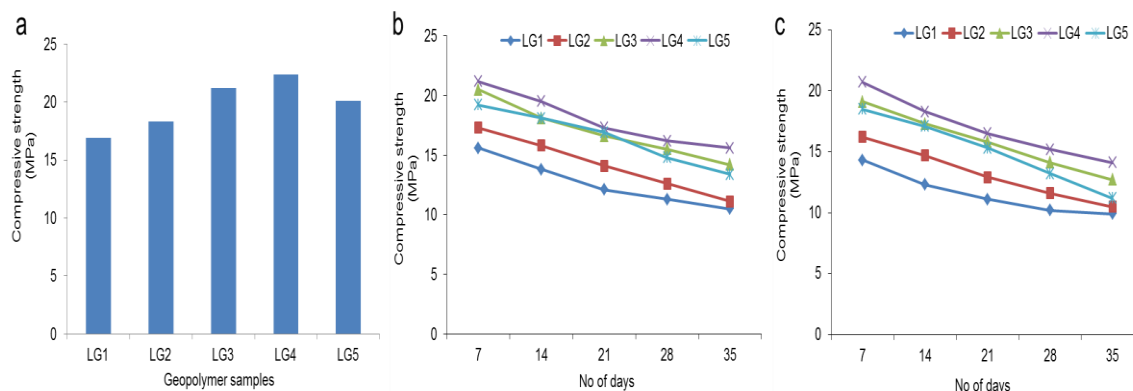 a
Compressive strength
(MPa)
25
20
15
10
5
0
LG1 LG2 LG3 LG4 LG5
Geopolymer samples
b
LG1 LG2 LG3 LG4 LG5
Compressive strength
(MPa)
25
20
15
10
5
0
7 14 21 28 35
No of days
c
LG1 LG2 LG3 LG4 LG5
Compressive strength
(MPa)
25
20
15
10
5
0
7 14 21 28 35
No of days